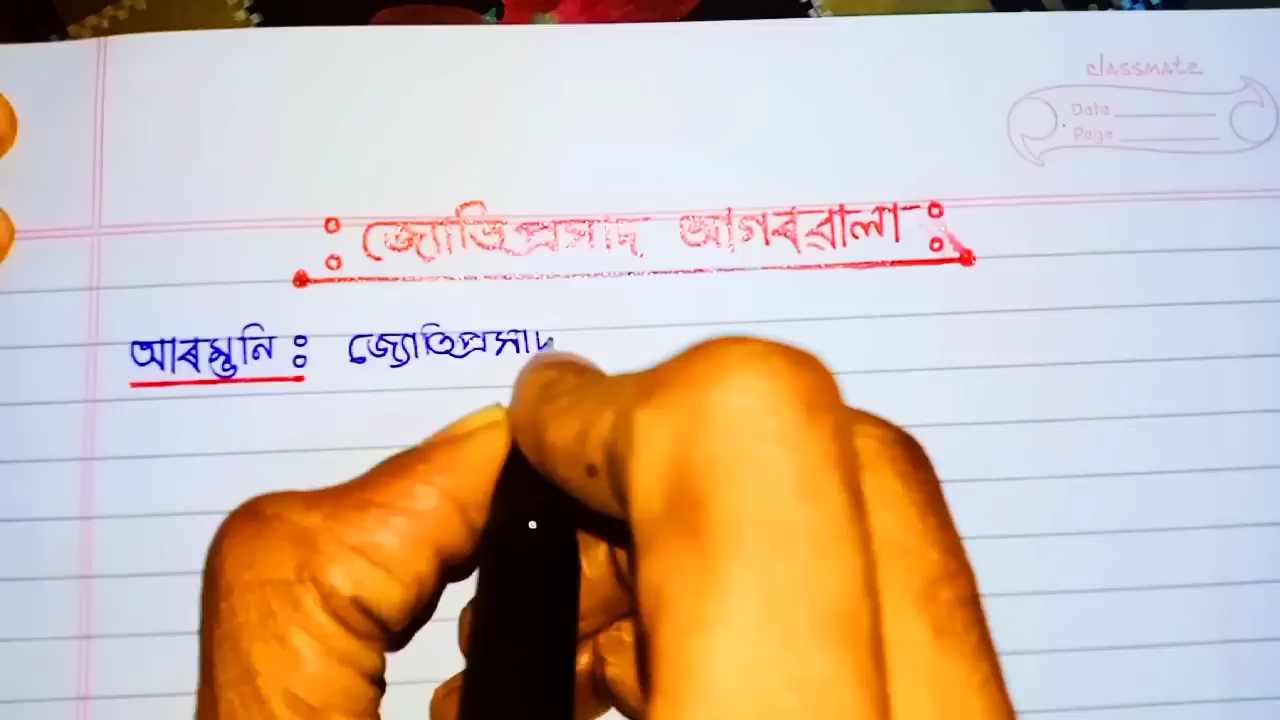 classmate
Date
Page
: জ্যোতিপ্ৰসাদ আগৰৱালা :
আৰম্ভনি : জ্যোতিপ্ৰসাদ